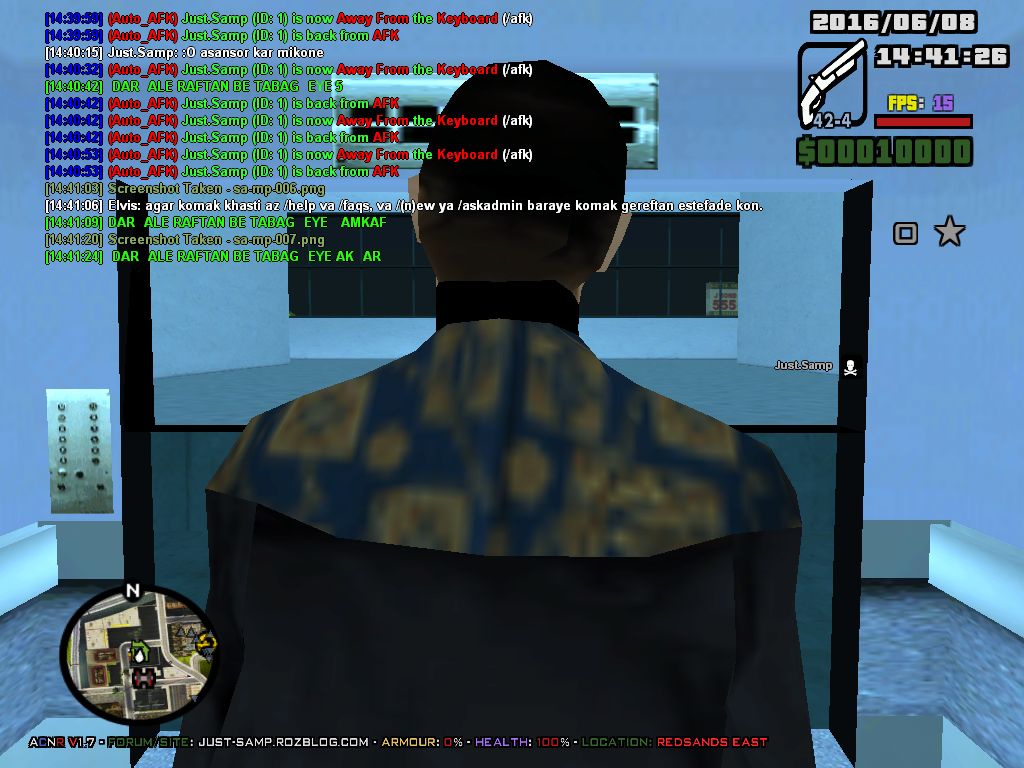 [14:39:59] (Auto_AFK) Just.Samp (ID: 1) is now Away From the Keyboard (/afk)
[14:39:59] (Auto_AFK) Just.Samp (ID: 1) is back from AFK
[14:40:15] Just.Samp: :O asansor kar mikone
[14:40:32] (Auto_AFK) Just.Samp (ID: 1) is now Away From the Keyboard (/afk)
[14:40:42] DAR ALE RAFTAN BE TABAG EYE 5
[14:40:42] (Auto_AFK) Just.Samp (ID: 1) is back from AFK
[14:40:42] (Auto_AFK) Just.Samp (ID: 1) is now Away From the Keyboard (/afk)
[14:40:42] (Auto_AFK) Just.Samp (ID: 1) is back from AFK
[14:40:53] (Auto_AFK) Just.Samp (ID: 1) is now Away From the Keyboard (/afk)
[14:40:53] (Auto_AFK) Just.Samp (ID: 1) is back from AFK
[14:41:03] Screenshot Taken - sa-mp-006.png
[14:41:06] Elvis: agar komak khasti az /help va /faqs, va /(n)ew ya /askadmin baraye komak gereftan estefade kon.
[14:41:09] DAR ALE RAFTAN BE TABAG EYE AMKAF
[14:41:20] Screenshot Taken - sa-mp-007.png
[14:41:24] DAR ALE RAFTAN BE TABAG EYE AK AR
2016/06/08
14:41:26
FPS: 15
42-4
$00010000
555
Just.Samp
N
ACNR V1.7 - FORUM/SITE: JUST-SAMP.ROZBLOG.COM - ARMOUR: 0% - HEALTH: 100% - LOCATION: REDSANDS EAST